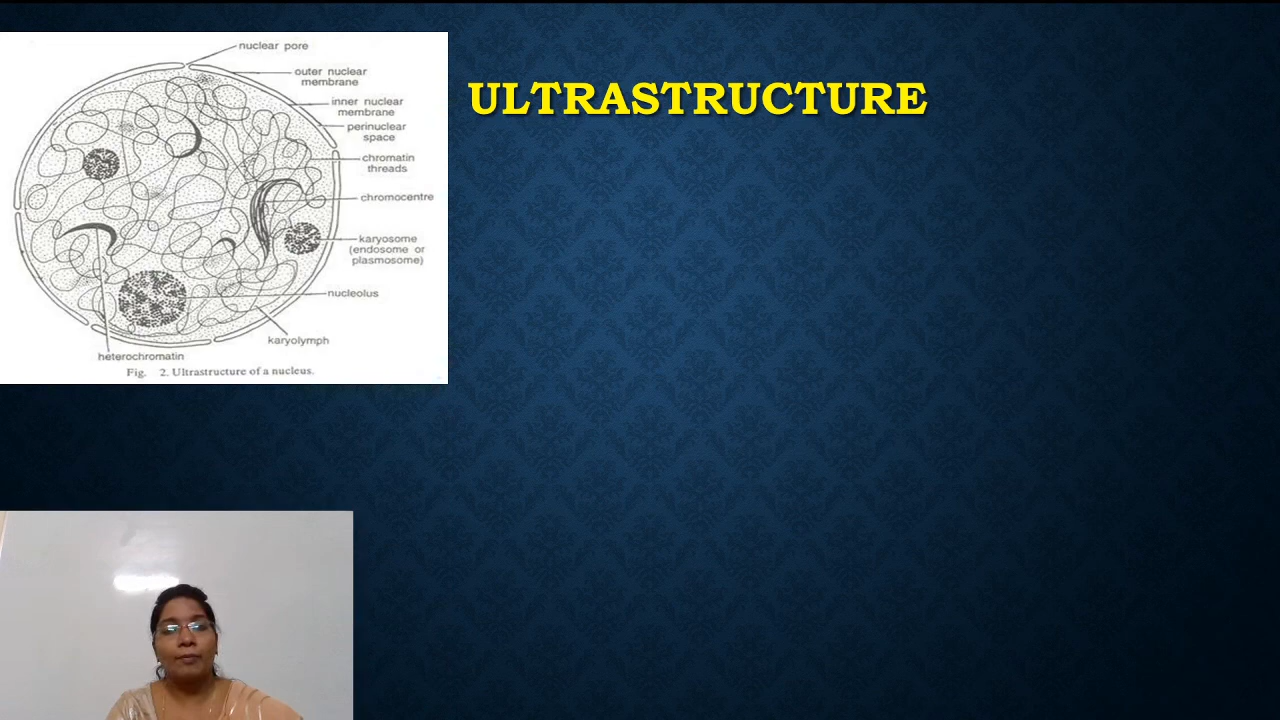 nuclear pore
outer nuclear
membrane
inner nuclear
membrane
perinuclear
space
chromatin
threads
chromocentre
karyosome
(endosome or
plasmosome)
nucleolus
karyolymph
heterochromatin
Fig. 2. Ultrastructure of a nucleus.
ULTRASTRUCTURE